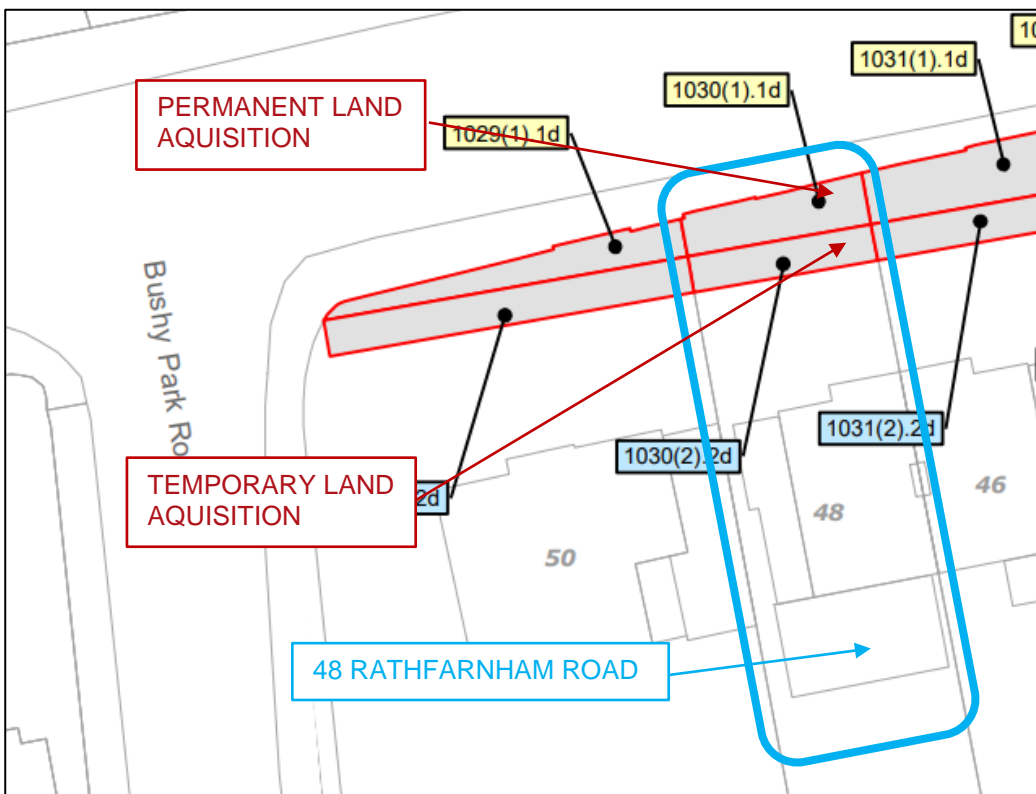 10
1031(1).1d
1030(1).1d
PERMANENT LAND
AQUISITION
1029(1).1d
Bushy Park Ro
1031(2).2d
1030(2).2d
TEMPORARY LAND
AQUISITION
2d
46
48
50
48 RATHFARNHAM ROAD